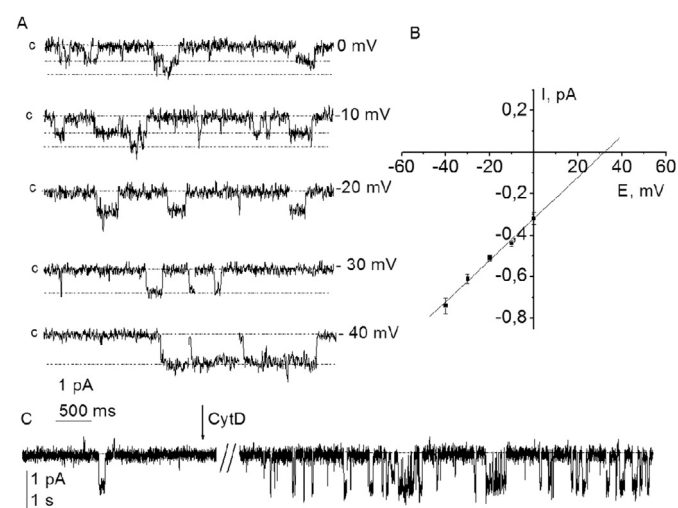 A
c 0 mV
c -10 mV
c -20 mV
c - 30 mV
c - 40 mV
1 pA
500 ms
B
I, pA
0,2
-60 -40 -20 0 20 40 60
E, mV
-0,2
-0,4
-0,6
-0,8
C
CytD
1 pA
1 s